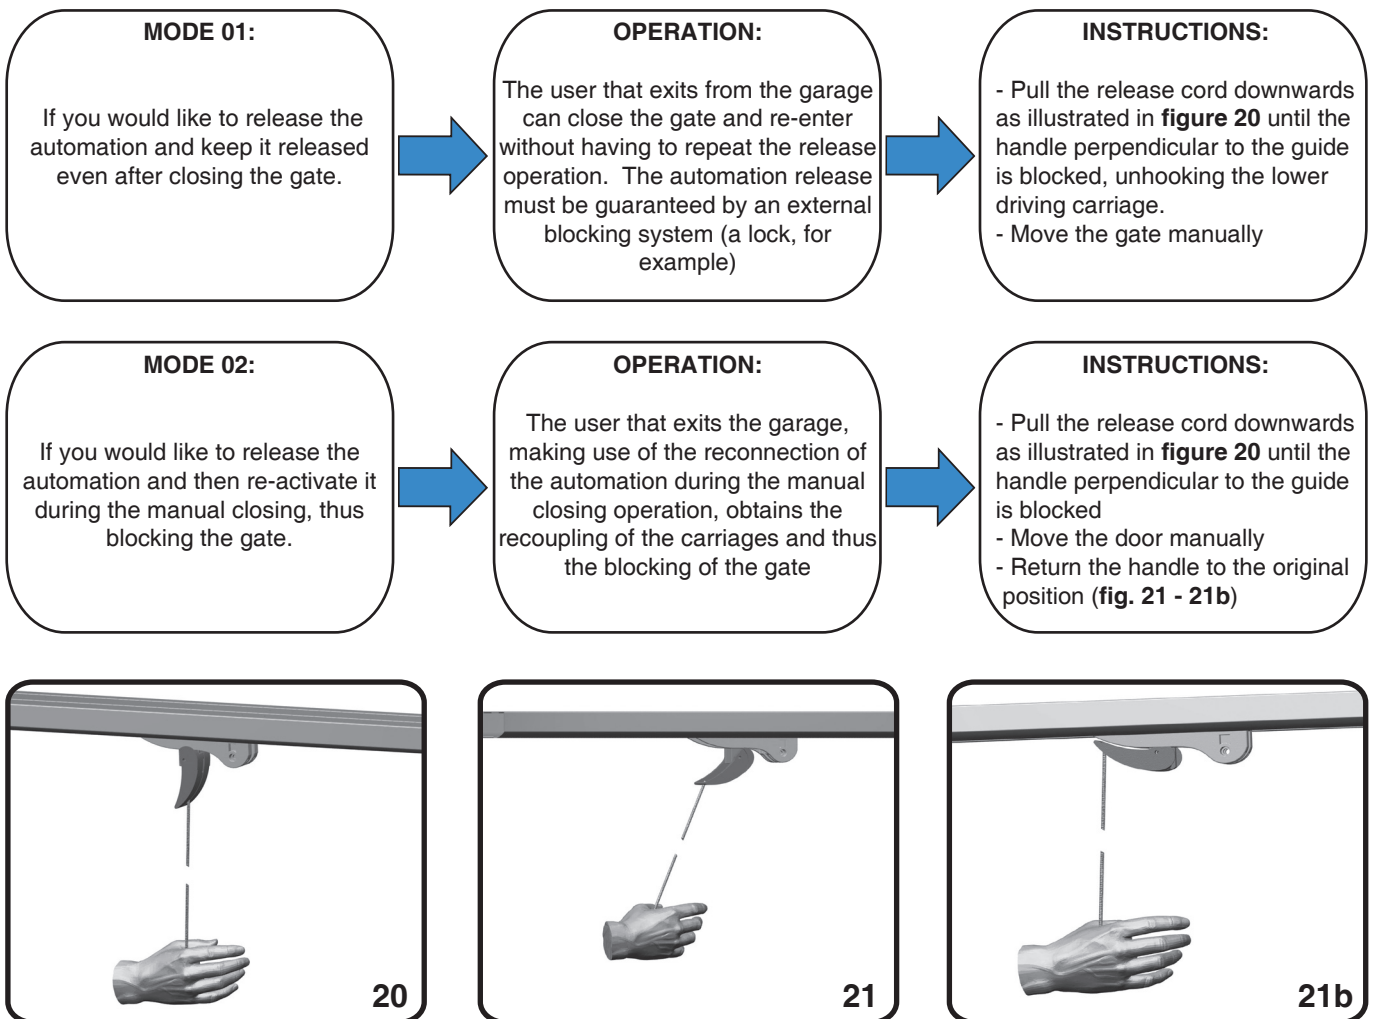 MODE 01:
If you would like to release the
automation and keep it released
even after closing the gate.
OPERATION:
The user that exits from the garage
can close the gate and re-enter
without having to repeat the release
operation.  The automation release
must be guaranteed by an external
blocking system (a lock, for
example)
INSTRUCTIONS:
- Pull the release cord downwards
as illustrated in figure 20 until the
handle perpendicular to the guide
is blocked, unhooking the lower
driving carriage.
- Move the gate manually
MODE 02:
If you would like to release the
automation and then re-activate it
during the manual closing, thus
blocking the gate.
OPERATION:
The user that exits the garage,
making use of the reconnection of
the automation during the manual
closing operation, obtains the
recoupling of the carriages and thus
the blocking of the gate
INSTRUCTIONS:
- Pull the release cord downwards
as illustrated in figure 20 until the
handle perpendicular to the guide
is blocked
- Move the door manually
- Return the handle to the original
position (fig. 21 - 21b)
20
21
21b